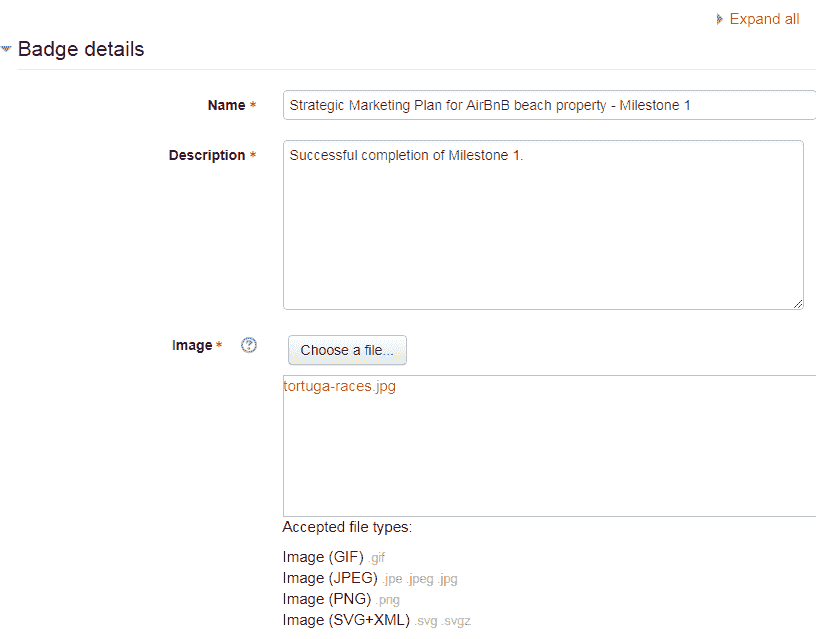 Expand all
Badge details
Name *
Strategic Marketing Plan for AirBnB beach property - Milestone 1
Description *
Successful completion of Milestone 1.
Image *
?
Choose a file...
tortuga-races.jpg
Accepted file types:
Image (GIF) .gif
Image (JPEG) .jpe .jpeg .jpg
Image (PNG) .png
Image (SVG+XML) .svg .svgz